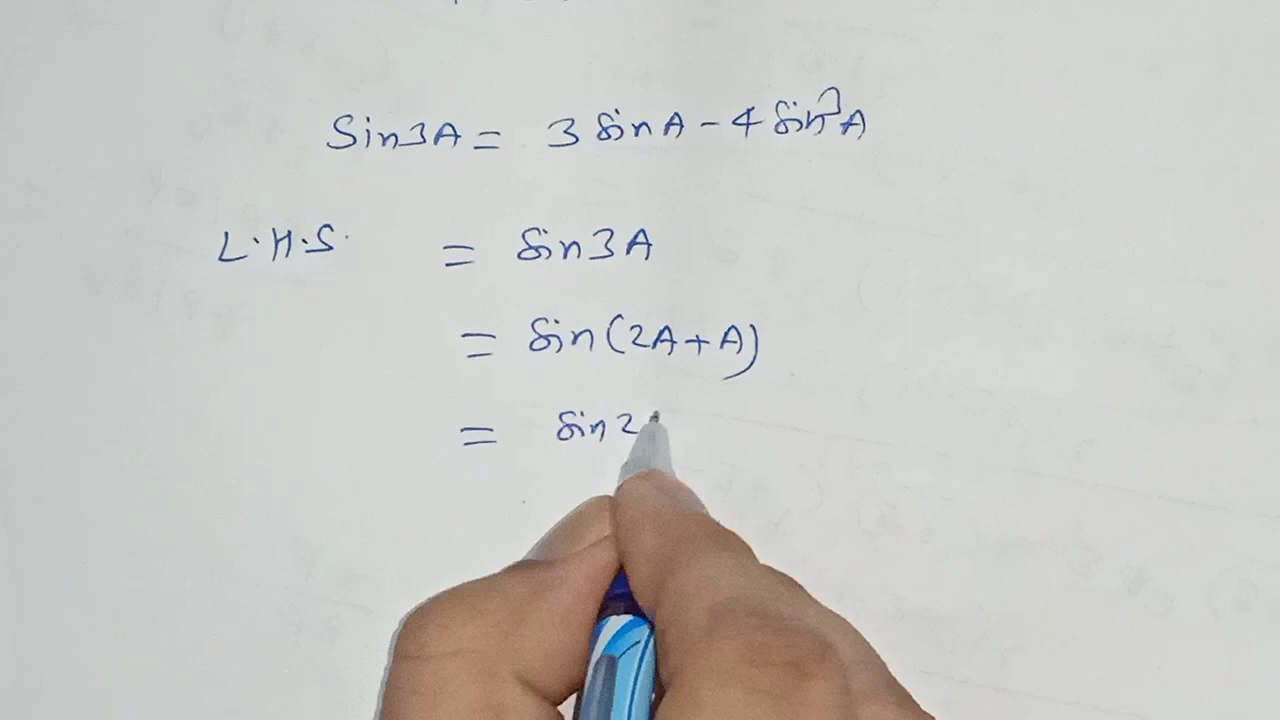 Sin3A = 3 sinA - 4 sin³A
L.H.S. = sin3A
= sin(2A+A)
= sin2